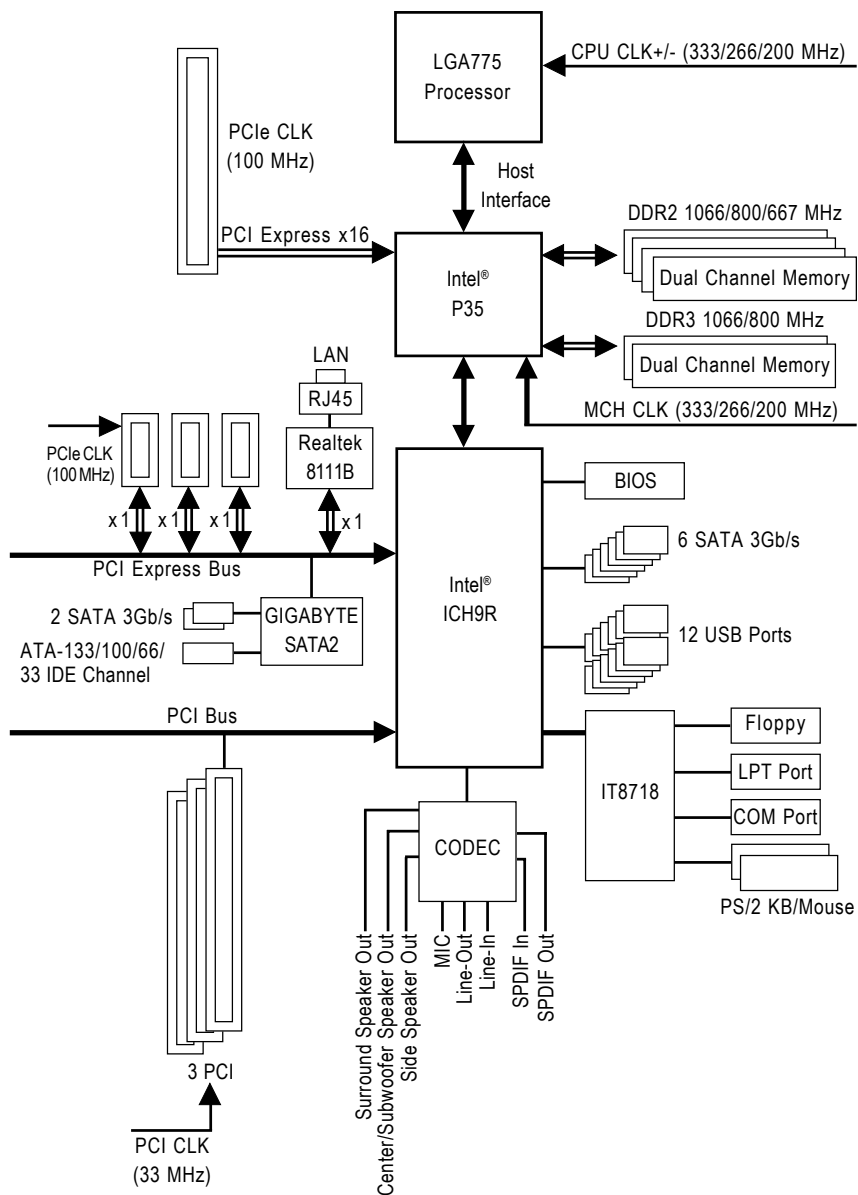 LGA775
Processor
CPU CLK+/- (333/266/200 MHz)
PCIe CLK
(100 MHz)
Host
Interface
PCI Express x16
Intel®
P35
DDR2 1066/800/667 MHz
Dual Channel Memory
DDR3 1066/800 MHz
Dual Channel Memory
MCH CLK (333/266/200 MHz)
LAN
RJ45
Realtek
8111B
PCIe CLK
(100 MHz)
x 1
x 1
x 1
x 1
PCI Express Bus
BIOS
6 SATA 3Gb/s
Intel®
ICH9R
2 SATA 3Gb/s
GIGABYTE
SATA2
ATA-133/100/66/
33 IDE Channel
12 USB Ports
PCI Bus
IT8718
Floppy
LPT Port
COM Port
PS/2 KB/Mouse
CODEC
Surround Speaker Out
Center/Subwoofer Speaker Out
Side Speaker Out
MIC
Line-Out
Line-In
SPDIF In
SPDIF Out
3 PCI
PCI CLK
(33 MHz)